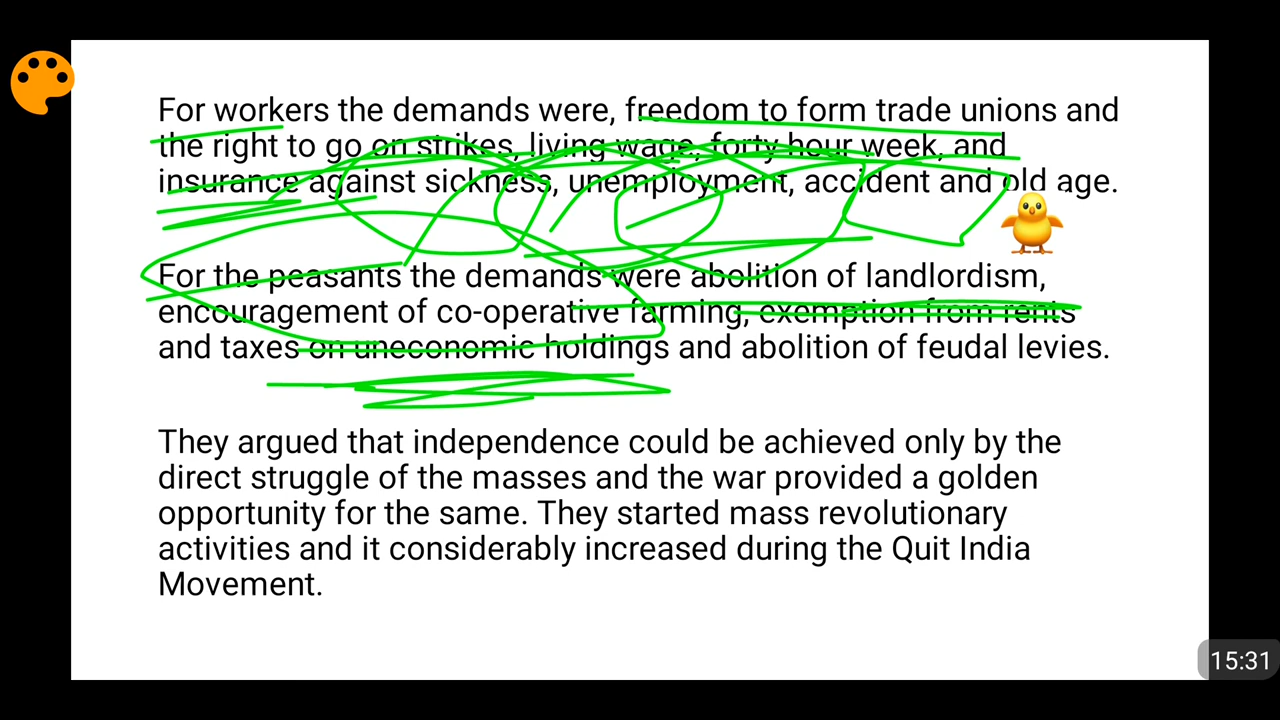 For workers the demands were, freedom to form trade unions and
the right to go on strikes, living wage, forty hour week, and
insurance against sickness, unemployment, accident and old age.
For the peasants the demands were abolition of landlordism,
encouragement of co-operative farming, exemption from rents
and taxes on uneconomic holdings and abolition of feudal levies.
They argued that independence could be achieved only by the
direct struggle of the masses and the war provided a golden
opportunity for the same. They started mass revolutionary
activities and it considerably increased during the Quit India
Movement.
15:31